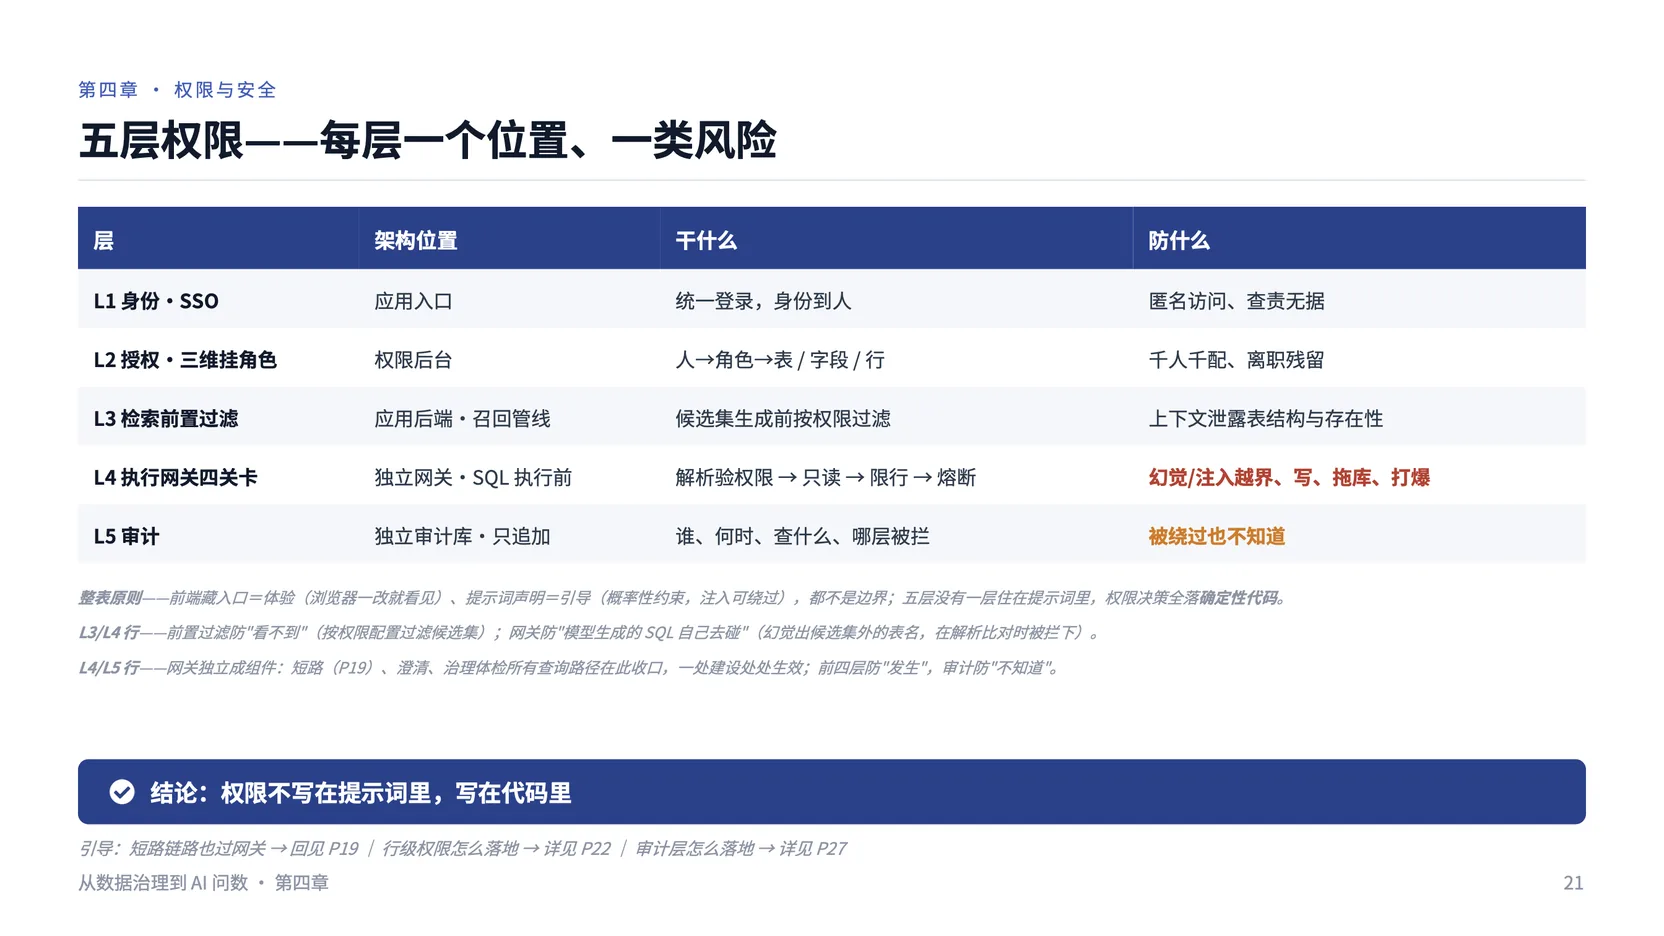 第四章 · 权限与安全
五层权限——每层一个位置、一类风险
层 架构位置 干什么 防什么
L1 身份·SSO 应用入口 统一登录，身份到人 匿名访问、查责无据
L2 授权·三维挂角色 权限后台 人→角色→表 / 字段 / 行 千人千配、离职残留
L3 检索前置过滤 应用后端·召回管线 候选集生成前按权限过滤 上下文泄露表结构与存在性
L4 执行网关四关卡 独立网关·SQL 执行前 解析验权限 → 只读 → 限行 → 熔断 幻觉/注入越界、写、拖库、打爆
L5 审计 独立审计库·只追加 谁、何时、查什么、哪层被拦 被绕过也不知道
整表原则——前端藏入口＝体验（浏览器一改就看见）、提示词声明＝引导（概率性约束，注入可绕过），都不是边界；五层没有一层住在提示词里，权限决策全落确定性代码。
L3/L4 行——前置过滤防"看不到"（按权限配置过滤候选集）；网关防"模型生成的 SQL 自己去碰"（幻觉出候选集外的表名，在解析比对时被拦下）。
L4/L5 行——网关独立成组件：短路（P19）、澄清、治理体检所有查询路径在此收口，一处建设处处生效；前四层防"发生"，审计防"不知道"。
结论：权限不写在提示词里，写在代码里
引导：短路链路也过网关 → 回见 P19 ｜ 行级权限怎么落地 → 详见 P22 ｜ 审计层怎么落地 → 详见 P27
从数据治理到 AI 问数 · 第四章 21